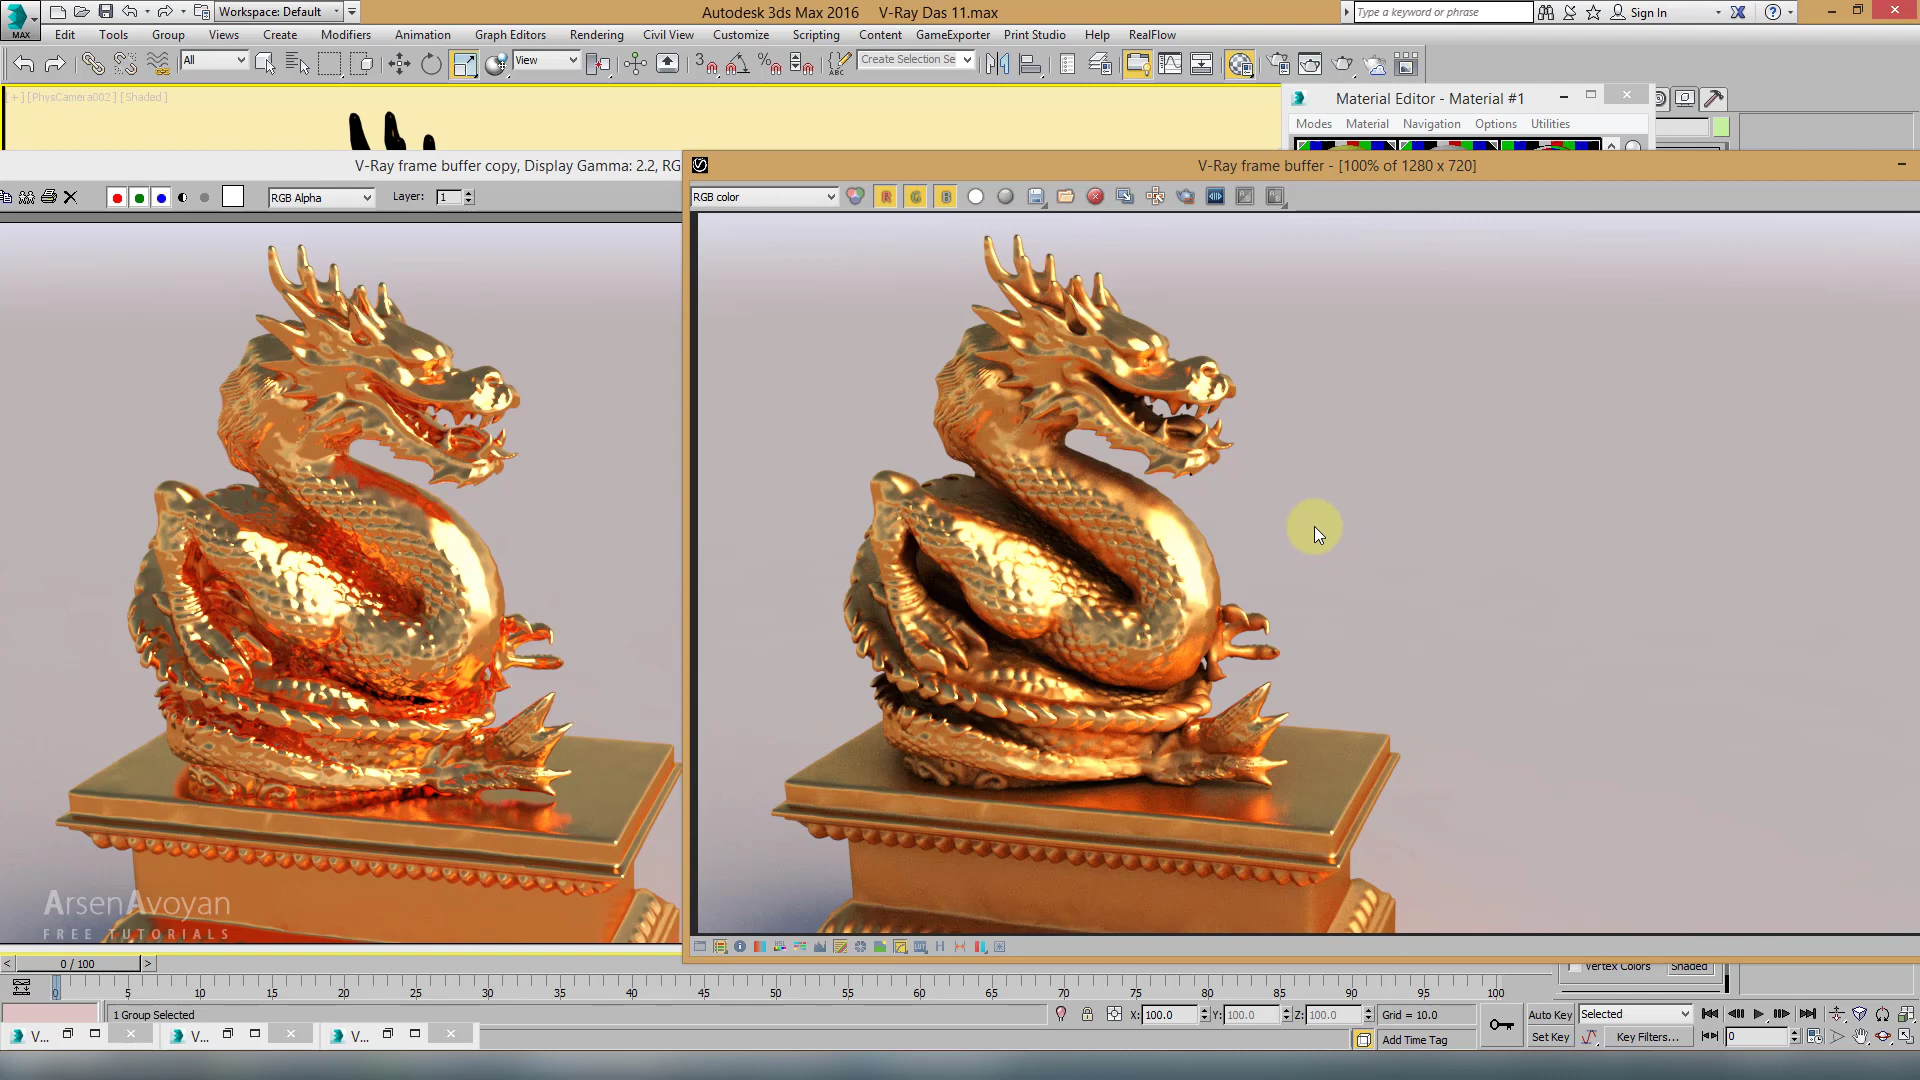 Workspace: Default
Autodesk 3ds Max 2016 V-Ray Das 11.max
Type a keyword or phrase
Sign In
MAX
Edit Tools Group Views Create Modifiers Animation Graph Editors Rendering Civil View Customize Scripting Content GameExporter Print Studio Help RealFlow
All
View
3
ABC
Create Selection Se
[+] [PhysCamera002] [Shaded]
Material Editor - Material #1
Modes Material Navigation Options Utilities
V-Ray frame buffer copy, Display Gamma: 2.2, RG
V-Ray frame buffer - [100% of 1280 x 720]
RGB Alpha
Layer: 1
RGB color
R G B
ArsenAvoyan
FREE TUTORIALS
0 / 100
Vertex Colors Shaded
0 5 10 15 20 25 30 35 40 45 50 55 60 65 70 75 80 85 90 95 100
1 Group Selected
X: 100.0 Y: 100.0 Z: 100.0 Grid = 10.0
Auto Key Selected
V... V... V...
Add Time Tag
Set Key Key Filters... 0